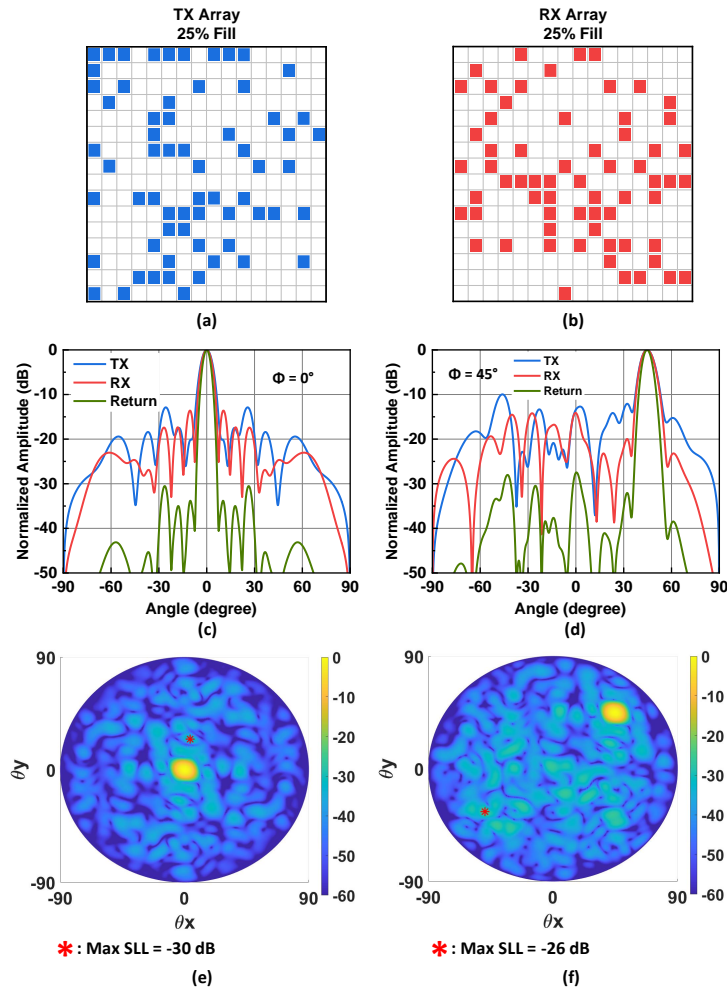 TX Array
25% Fill
RX Array
25% Fill
(a)
(b)
0
-10
-20
-30
-40
-50
Normalized Amplitude (dB)
TX
RX
Return
Φ = 0°
-90
-60
-30
0
30
60
90
Angle (degree)
(c)
0
-10
-20
-30
-40
-50
Normalized Amplitude (dB)
Φ = 45°
TX
RX
Return
-90
-60
-30
0
30
60
90
Angle (degree)
(d)
90
0
-90
θy
-90
0
90
θx
0
-10
-20
-30
-40
-50
-60
* : Max SLL = -30 dB
(e)
90
0
-90
θy
-90
0
90
θx
0
-10
-20
-30
-40
-50
-60
* : Max SLL = -26 dB
(f)